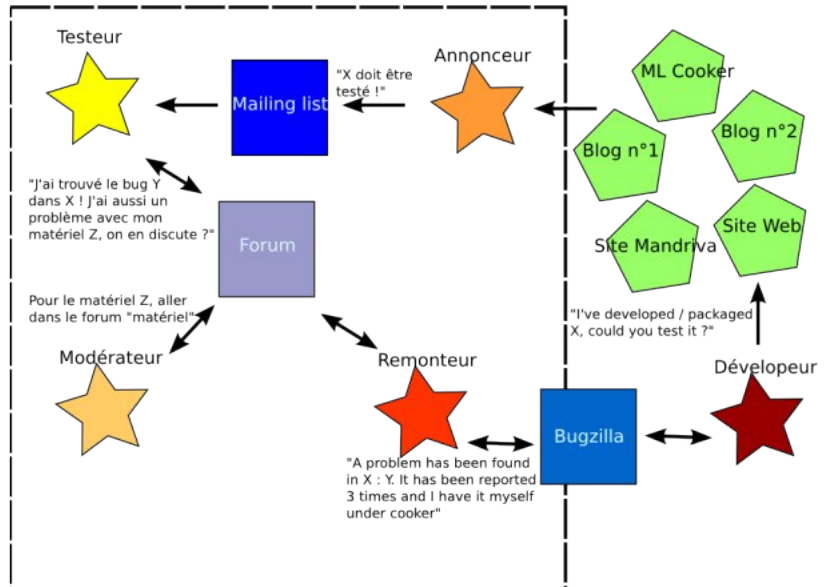 Testeur
Mailing list
"X doit être
testé !"
Annonceur
ML Cooker
Blog n°2
Blog n°1
Site Web
Site Mandriva
"J'ai trouvé le bug Y
dans X ! J'ai aussi un
problème avec mon
matériel Z, on en discute ?"
Forum
Pour le matériel Z, aller
dans le forum "matériel"
"I've developed / packaged
X, could you test it ?"
Modérateur
Remonteur
Dévelopeur
Bugzilla
"A problem has been found
in X : Y. It has been reported
3 times and I have it myself
under cooker"